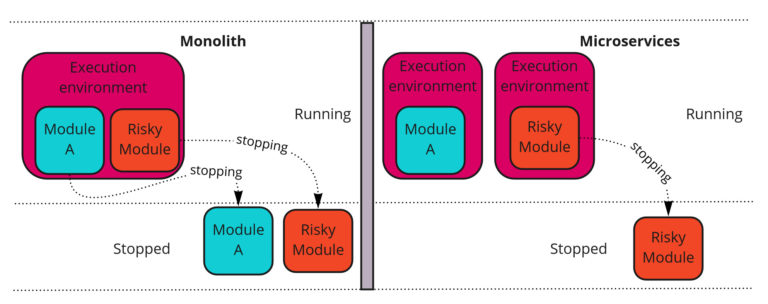 Monolith
Execution
environment
Module
A
Risky
Module
stopping
stopping
Running
Stopped
Module
A
Risky
Module
Microservices
Execution
environment
Module
A
Execution
environment
Risky
Module
stopping
Running
Stopped
Risky
Module